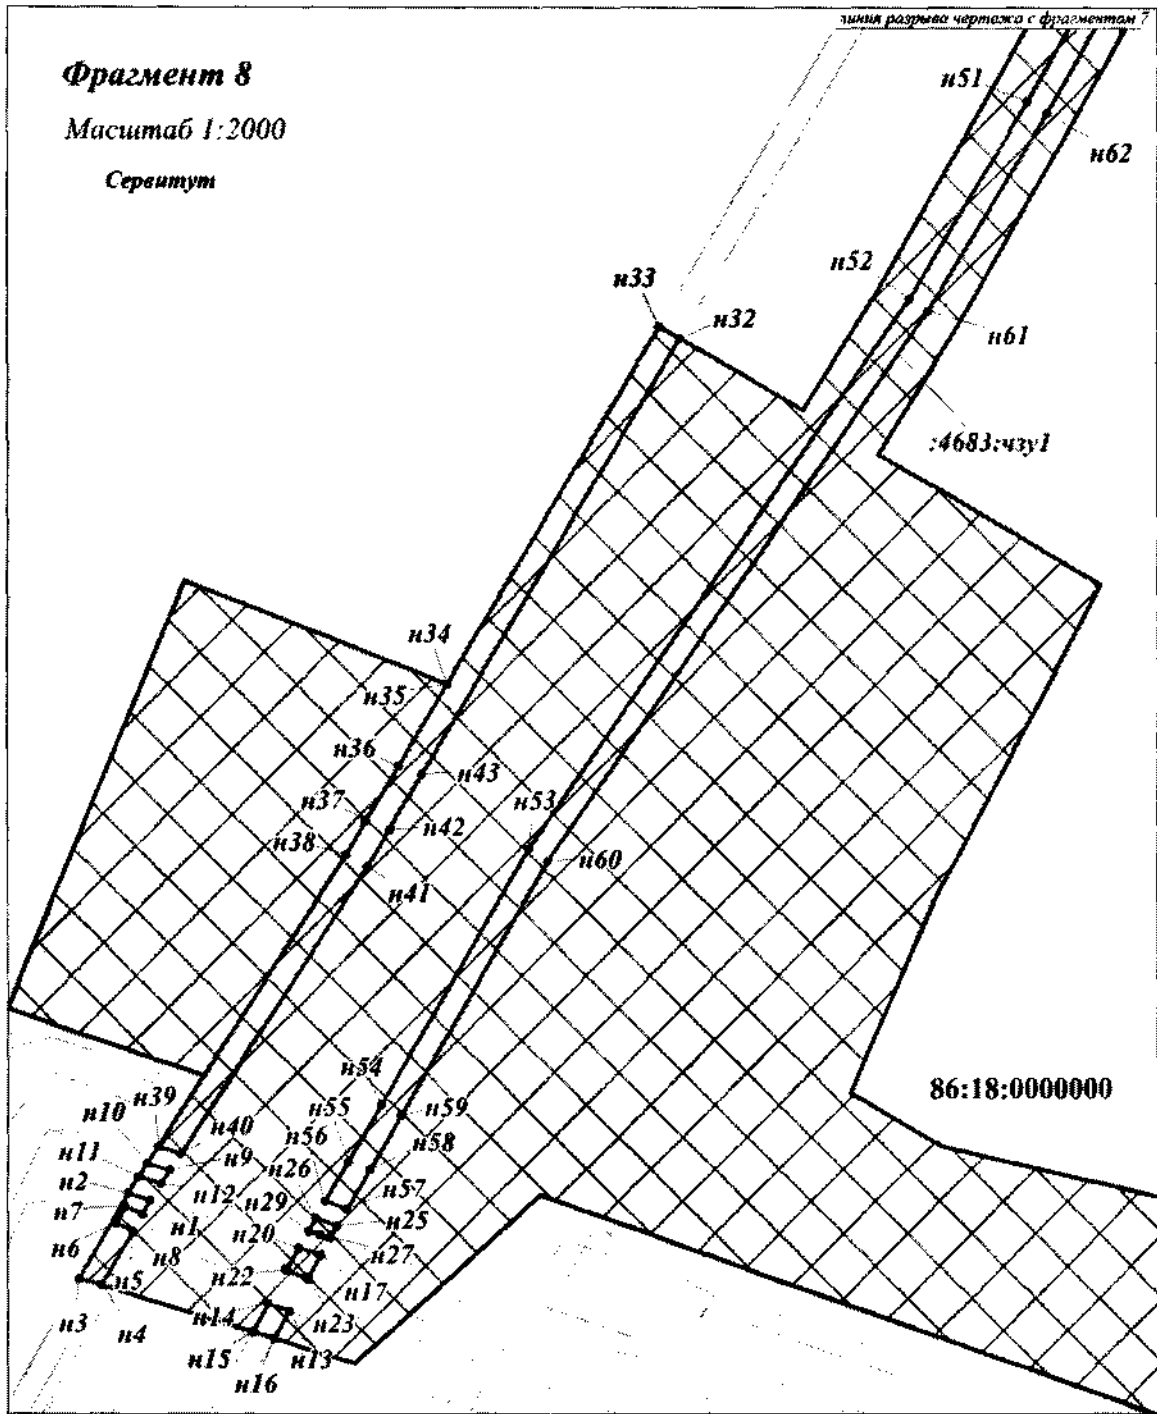 линия разрыва чертежа с фрагментом 7
Фрагмент 8
Масштаб 1:2000
Сервитут
н51
н62
н52
н33
н32
н61
:4683:чзу1
н34
н35
н36
н43
н37
н53
н42
н38
н60
н41
н54
86:18:0000000
н39
н55
н10
н59
н40
н56
н11
н9
н58
н26
н2
н12
н57
н29
н7
н1
н25
н20
н6
н8
н27
н22
н5
н17
н3
н14
н4
н23
н15
н13
н16